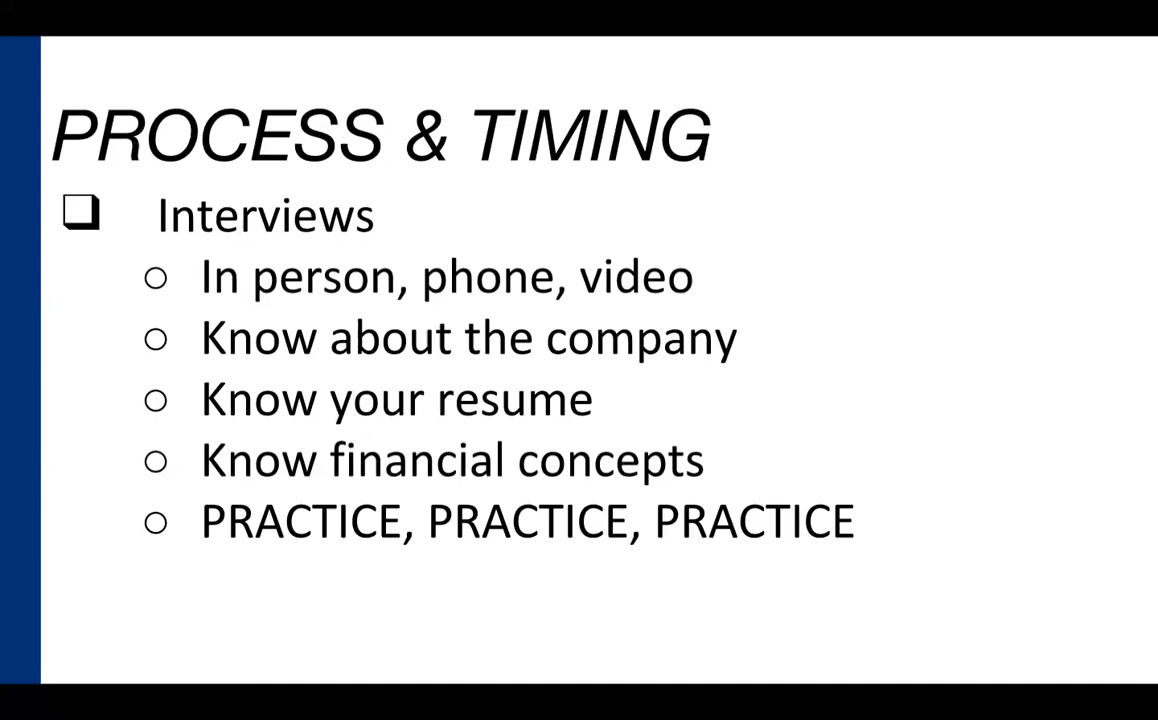 PROCESS & TIMING
❑ Interviews
○ In person, phone, video
○ Know about the company
○ Know your resume
○ Know financial concepts
○ PRACTICE, PRACTICE, PRACTICE